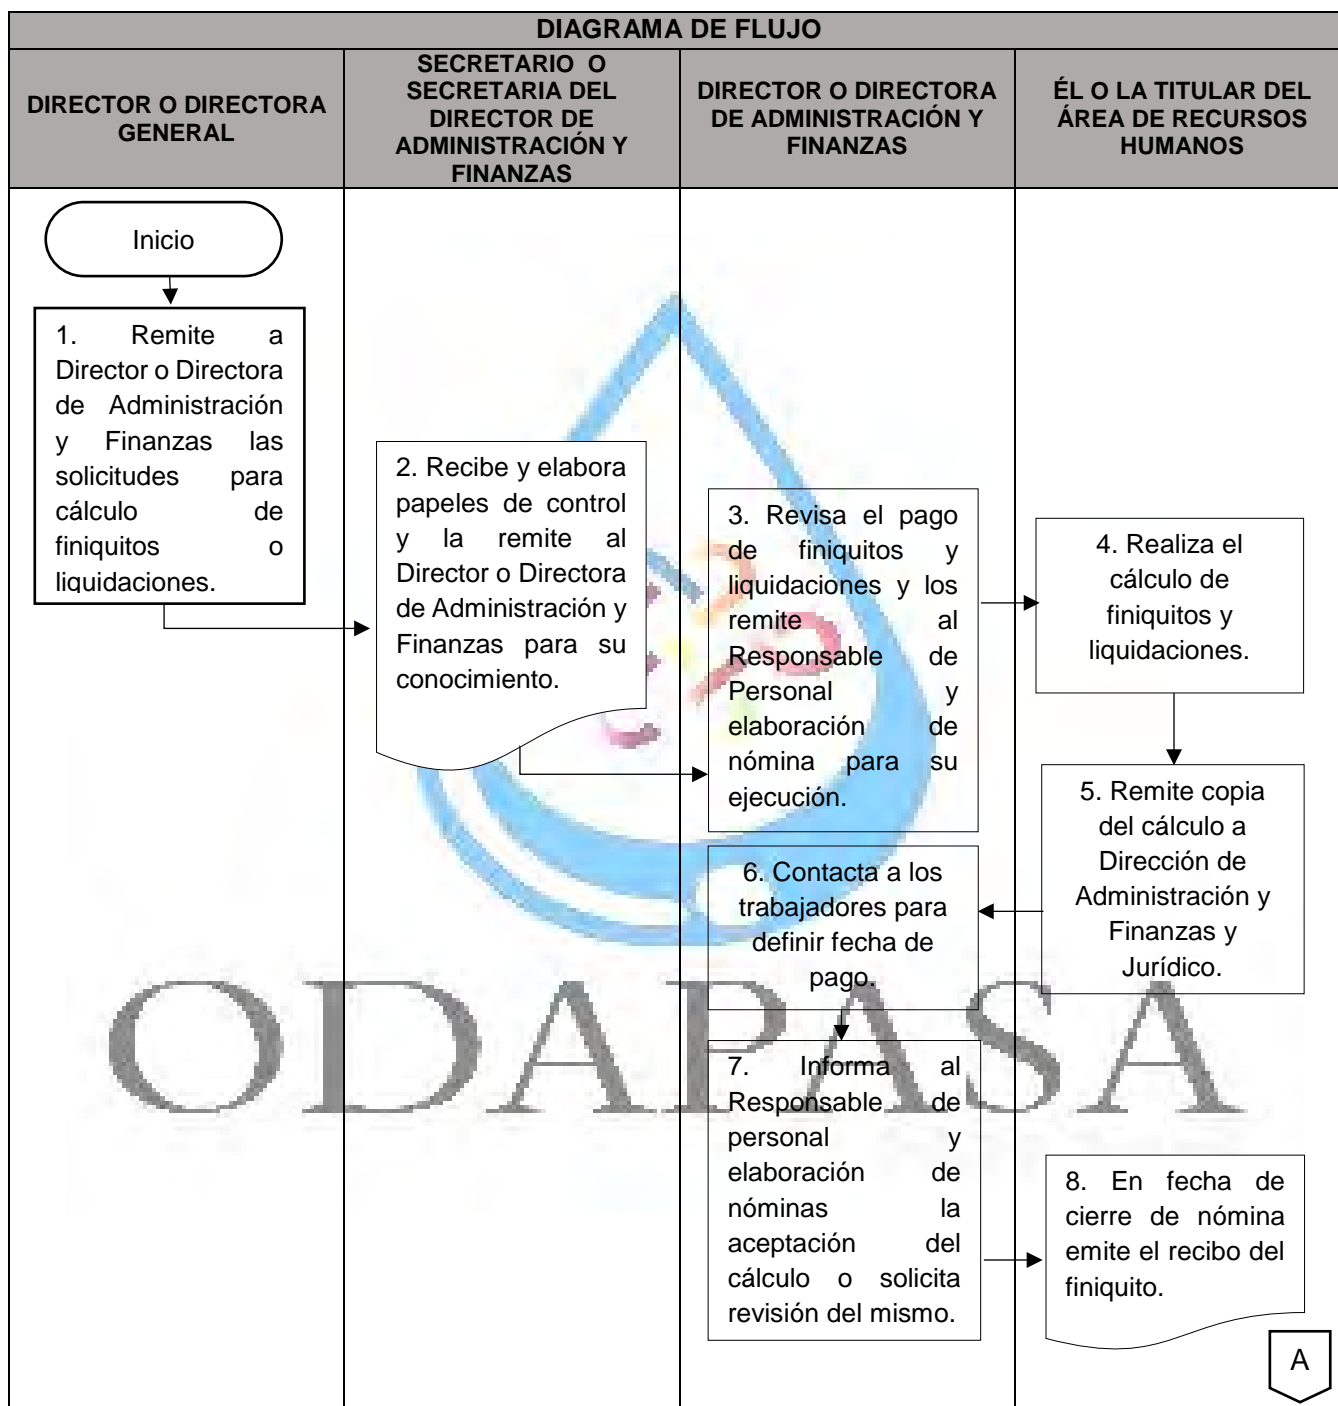 DIAGRAMA DE FLUJO
DIRECTOR O DIRECTORA
GENERAL
SECRETARIO O
SECRETARIA DEL
DIRECTOR DE
ADMINISTRACIÓN Y
FINANZAS
DIRECTOR O DIRECTORA
DE ADMINISTRACIÓN Y
FINANZAS
ÉL O LA TITULAR DEL
ÁREA DE RECURSOS
HUMANOS
Inicio
1. Remite a
Director o Directora
de Administración
y Finanzas las
solicitudes para
cálculo de
finiquitos o
liquidaciones.
2. Recibe y elabora
papeles de control
y la remite al
Director o Directora
de Administración y
Finanzas para su
conocimiento.
3. Revisa el pago
de finiquitos y
liquidaciones y los
remite al
Responsable de
Personal y
elaboración de
nómina para su
ejecución.
4. Realiza el
cálculo de
finiquitos y
liquidaciones.
5. Remite copia
del cálculo a
Dirección de
Administración y
Finanzas y
Jurídico.
6. Contacta a los
trabajadores para
definir fecha de
pago.
7. Informa al
Responsable de
personal y
elaboración de
nóminas la
aceptación del
cálculo o solicita
revisión del mismo.
8. En fecha de
cierre de nómina
emite el recibo del
finiquito.
A
ODAPASA